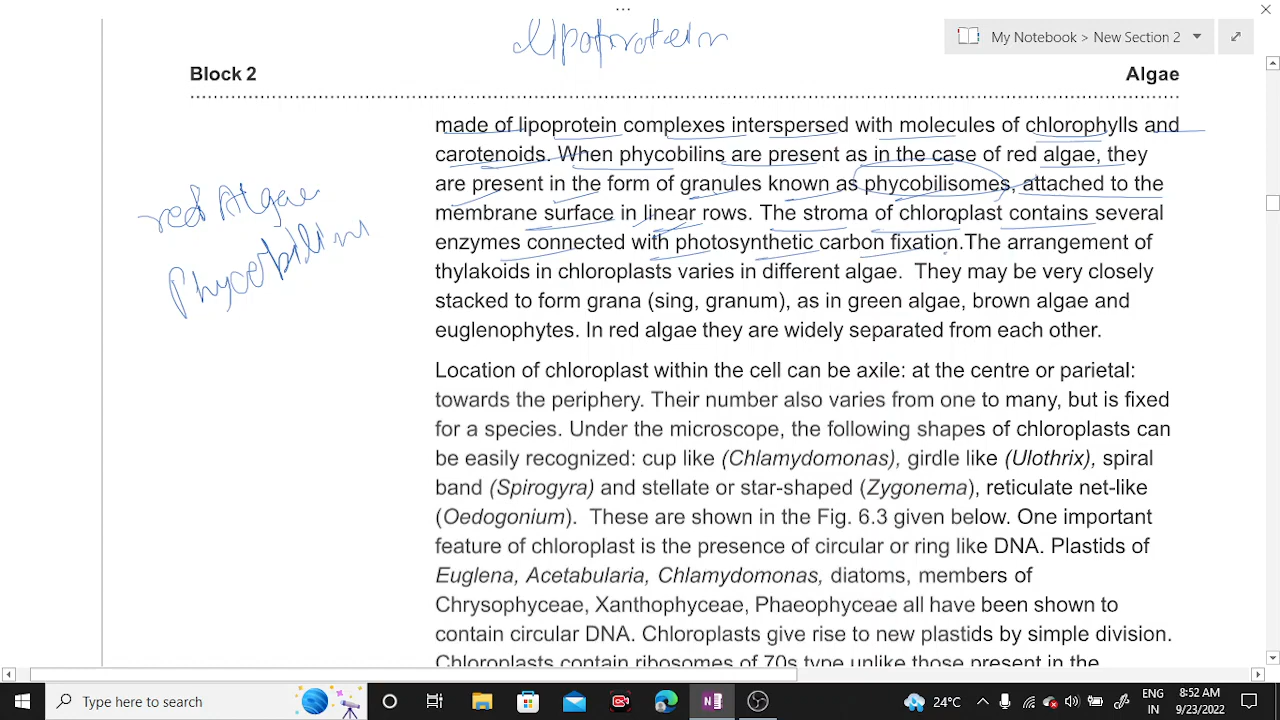 ...
lipoprotein
My Notebook > New Section 2
Block 2
Algae
made of lipoprotein complexes interspersed with molecules of chlorophylls and
carotenoids. When phycobilins are present as in the case of red algae, they
are present in the form of granules known as phycobilisomes, attached to the
membrane surface in linear rows. The stroma of chloroplast contains several
enzymes connected with photosynthetic carbon fixation.The arrangement of
thylakoids in chloroplasts varies in different algae. They may be very closely
stacked to form grana (sing, granum), as in green algae, brown algae and
euglenophytes. In red algae they are widely separated from each other.
red Algae
Phycobilins
Location of chloroplast within the cell can be axile: at the centre or parietal:
towards the periphery. Their number also varies from one to many, but is fixed
for a species. Under the microscope, the following shapes of chloroplasts can
be easily recognized: cup like (Chlamydomonas), girdle like (Ulothrix), spiral
band (Spirogyra) and stellate or star-shaped (Zygonema), reticulate net-like
(Oedogonium). These are shown in the Fig. 6.3 given below. One important
feature of chloroplast is the presence of circular or ring like DNA. Plastids of
Euglena, Acetabularia, Chlamydomonas, diatoms, members of
Chrysophyceae, Xanthophyceae, Phaeophyceae all have been shown to
contain circular DNA. Chloroplasts give rise to new plastids by simple division.
Chloroplasts contain ribosomes of 70s type unlike those present in the
Type here to search
24°C
ENG
IN
8:52 AM
9/23/2022